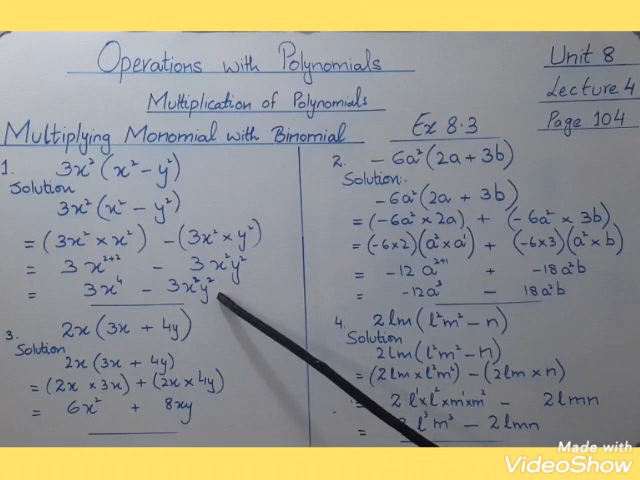 Operations with Polynomials
Unit 8
Lecture 4
Page 104
Multiplication of Polynomials
Multiplying Monomial with Binomial
Ex 8.3
1. 3x² (x² - y²)
Solution
3x² (x² - y²)
= (3x² × x²) - (3x² × y²)
= 3x²⁺² - 3x²y²
= 3x⁴ - 3x²y²
2. -6a² (2a + 3b)
Solution:-
-6a² (2a + 3b)
= (-6a² × 2a) + (-6a² × 3b)
= (-6×2)(a²×a¹) + (-6×3)(a²×b)
= -12a²⁺¹ + -18a²b
= -12a³ - 18a²b
3. 2x (3x + 4y)
Solution
2x (3x + 4y)
= (2x × 3x) + (2x × 4y)
= 6x² + 8xy
4. 2lm (l²m² - n)
Solution
2lm (l²m² - n)
= (2lm × l²m²) - (2lm × n)
= 2l¹×l²×m¹×m² - 2lmn
= l³m³ - 2lmn
Made with
VideoShow